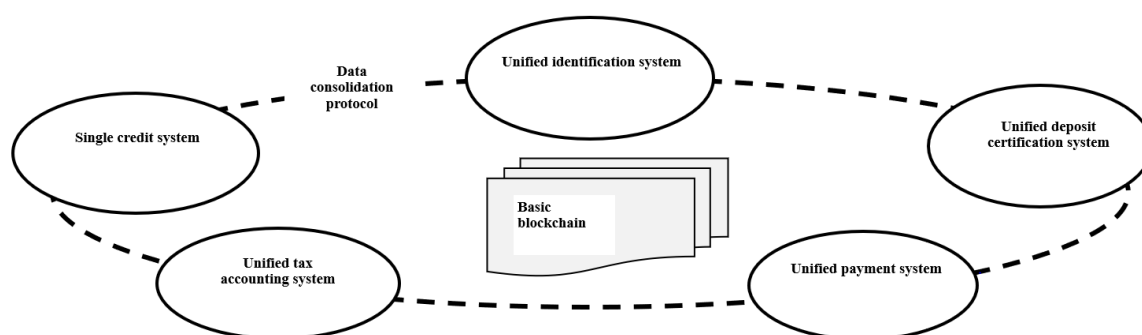 Unified identification system
Data
consolidation
protocol
Single credit system
Unified deposit
certification system
Basic
blockchain
Unified tax
accounting system
Unified payment system